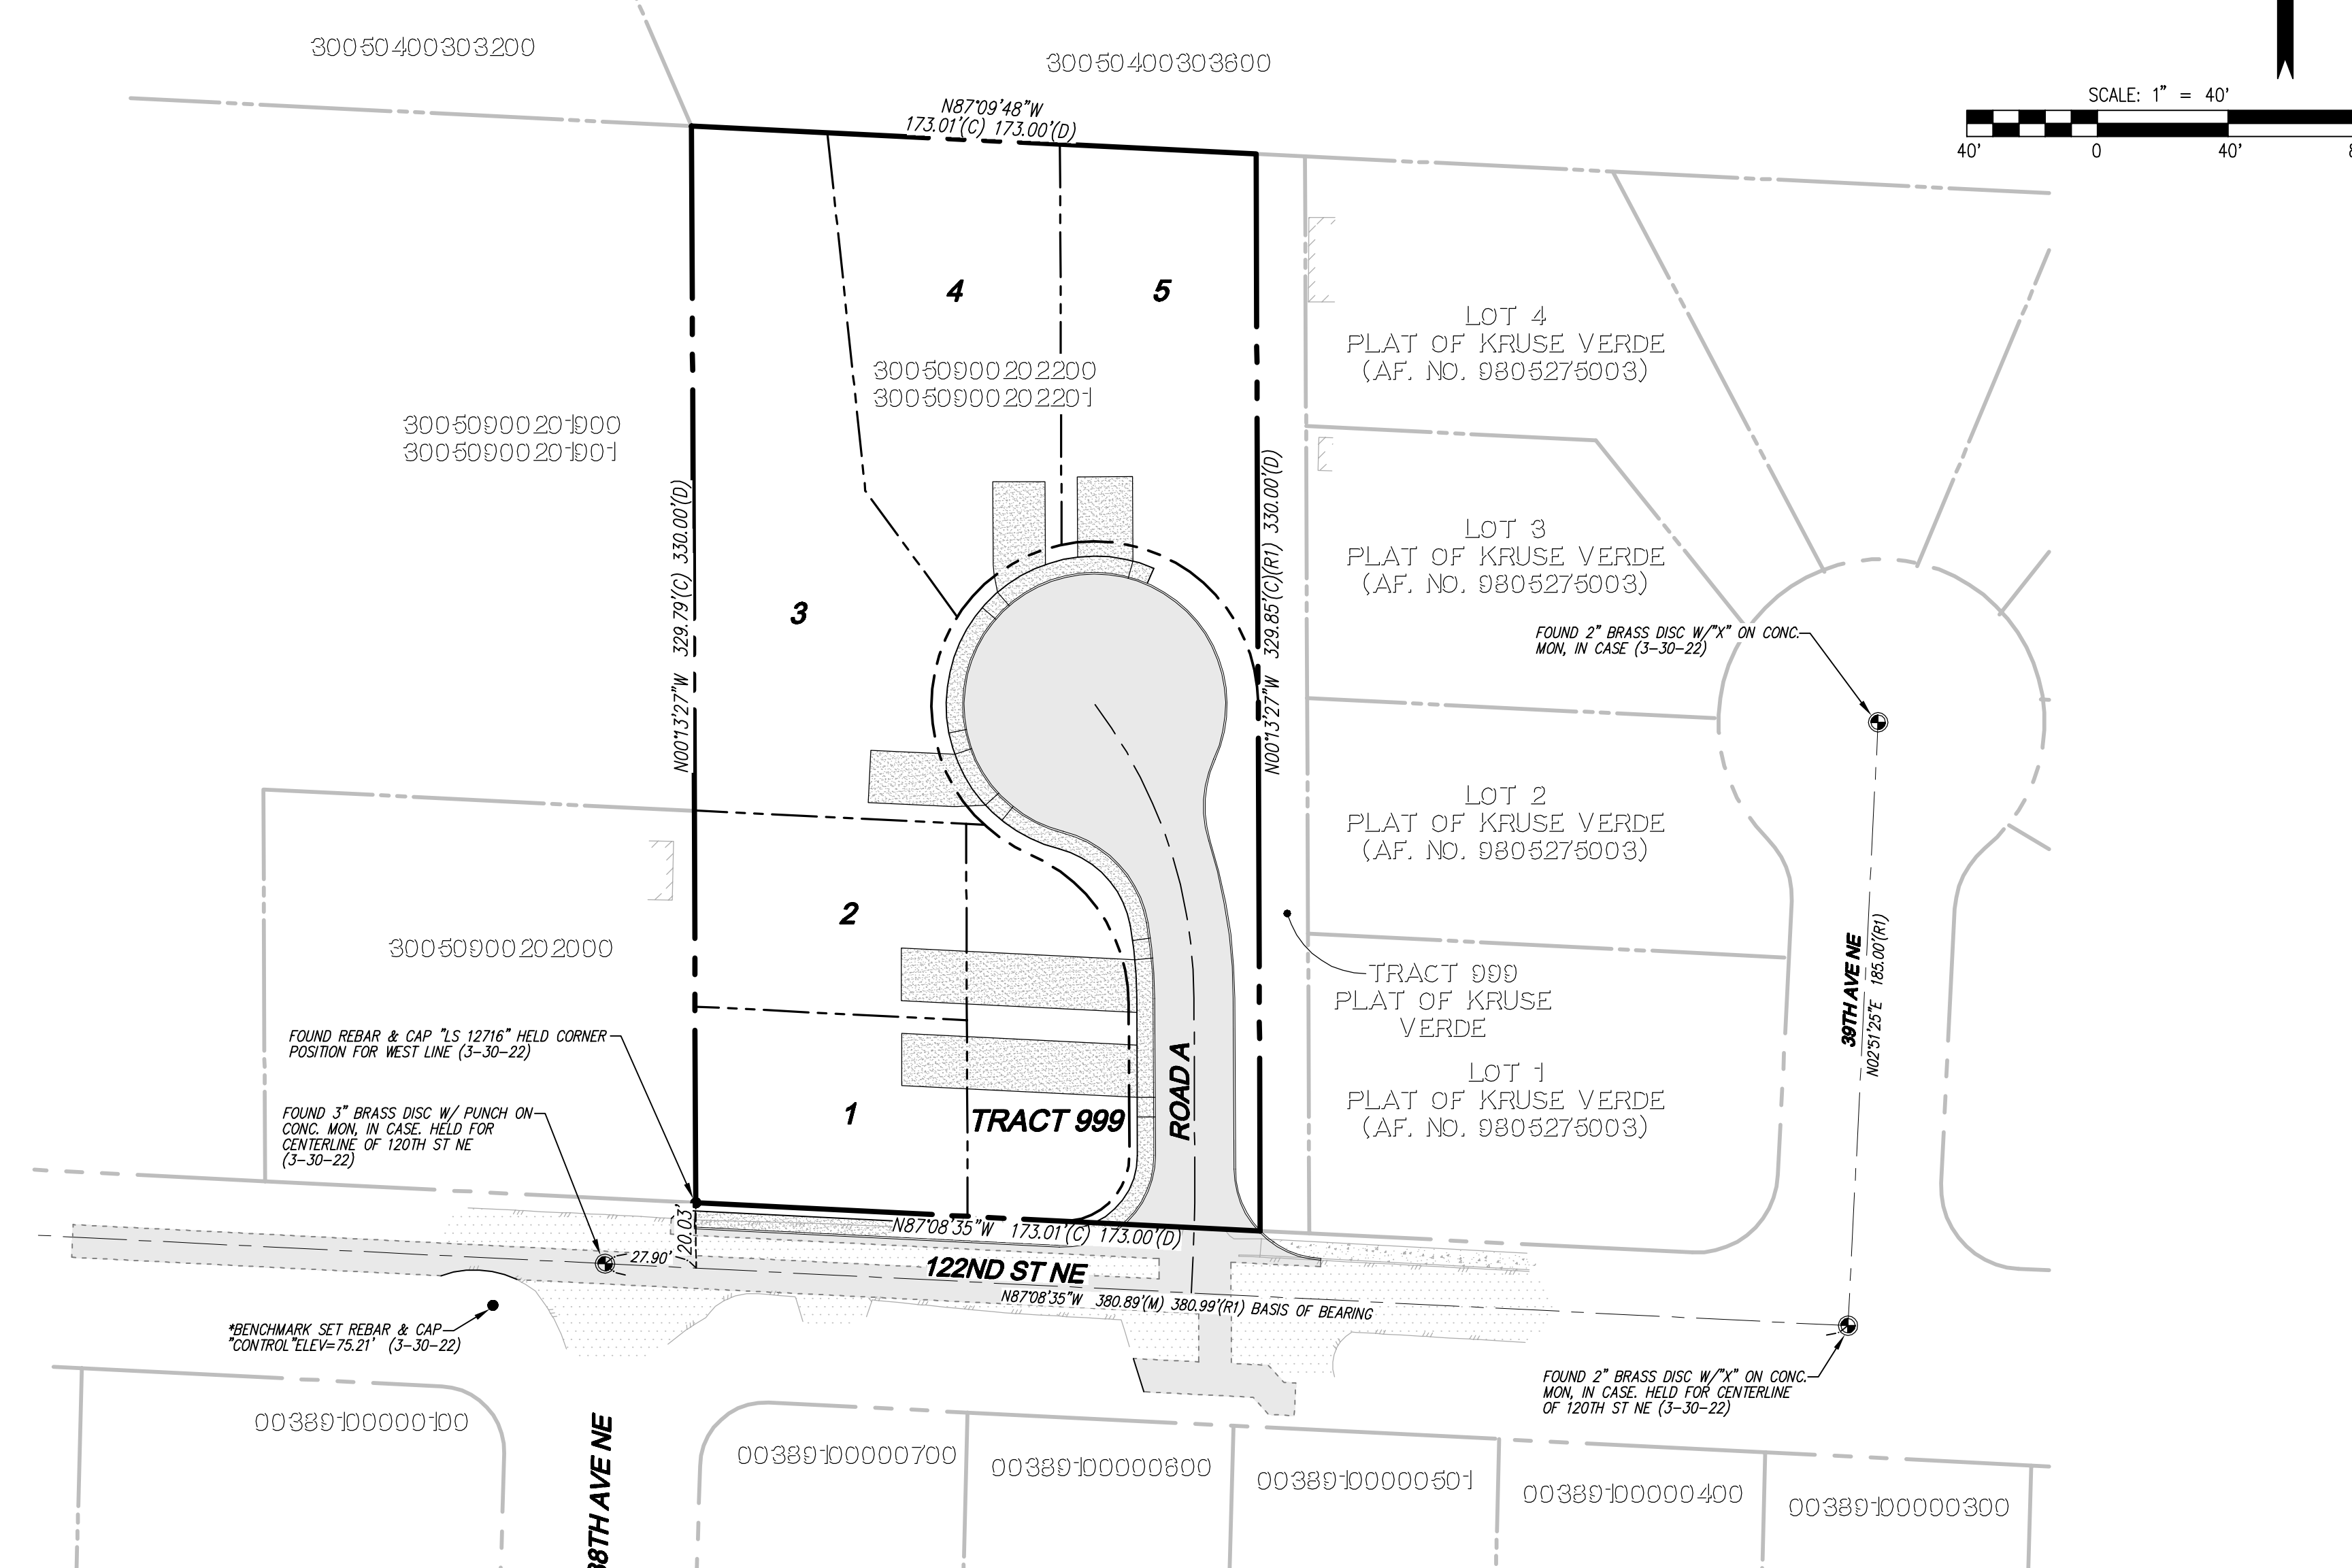 30050400303200
30050400303600
SCALE: 1" = 40'
40'
0
40'
N87°09'48"W
173.01'(C) 173.00'(D)
4
5
30050900202200
30050900202201
30050900201900
30050900201901
LOT 4
PLAT OF KRUSE VERDE
(AF. NO. 9805275003)
N00°13'27"W 329.79'(C) 330.00'(D)
N00°13'27"W 329.85'(C)(R1) 330.00'(D)
LOT 3
PLAT OF KRUSE VERDE
(AF. NO. 9805275003)
3
FOUND 2" BRASS DISC W/"X" ON CONC.
MON, IN CASE (3-30-22)
LOT 2
PLAT OF KRUSE VERDE
(AF. NO. 9805275003)
2
30050900202000
TRACT 999
PLAT OF KRUSE
VERDE
39TH AVE NE
N02°51'25"E 185.00'(R1)
FOUND REBAR & CAP "LS 12716" HELD CORNER
POSITION FOR WEST LINE (3-30-22)
LOT 1
PLAT OF KRUSE VERDE
(AF. NO. 9805275003)
FOUND 3" BRASS DISC W/ PUNCH ON
CONC. MON, IN CASE. HELD FOR
CENTERLINE OF 120TH ST NE
(3-30-22)
1
TRACT 999
ROAD A
20.03'
27.90'
N87°08'35"W 173.01'(C) 173.00'(D)
122ND ST NE
N87°08'35"W 380.89'(M) 380.99'(R1) BASIS OF BEARING
*BENCHMARK SET REBAR & CAP
"CONTROL"ELEV=75.21' (3-30-22)
FOUND 2" BRASS DISC W/"X" ON CONC.
MON, IN CASE. HELD FOR CENTERLINE
OF 120TH ST NE (3-30-22)
00389100000100
38TH AVE NE
00389100000700
00389100000600
00389100000501
00389100000400
00389100000300